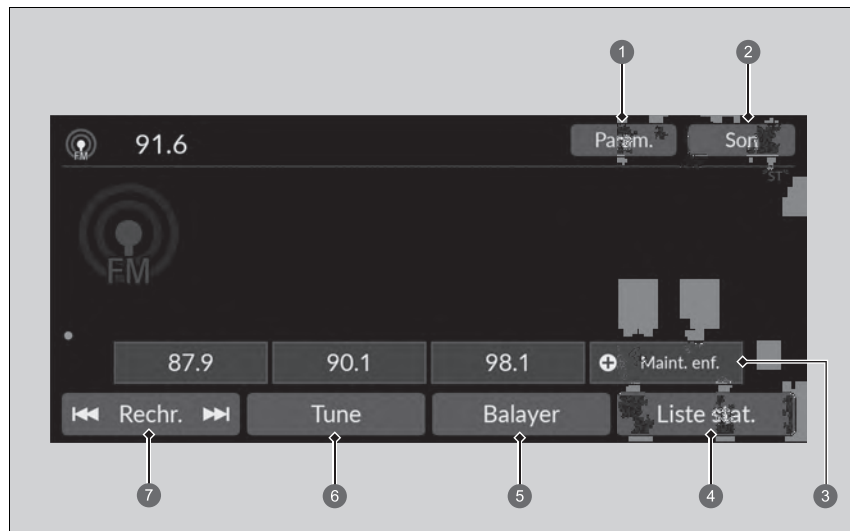 1 2
FM 91.6 Param. Son
"ST"
FM
87.9 90.1 98.1 Maint. enf.
Rechr. Tune Balayer Liste stat.
3
7 6 5 4